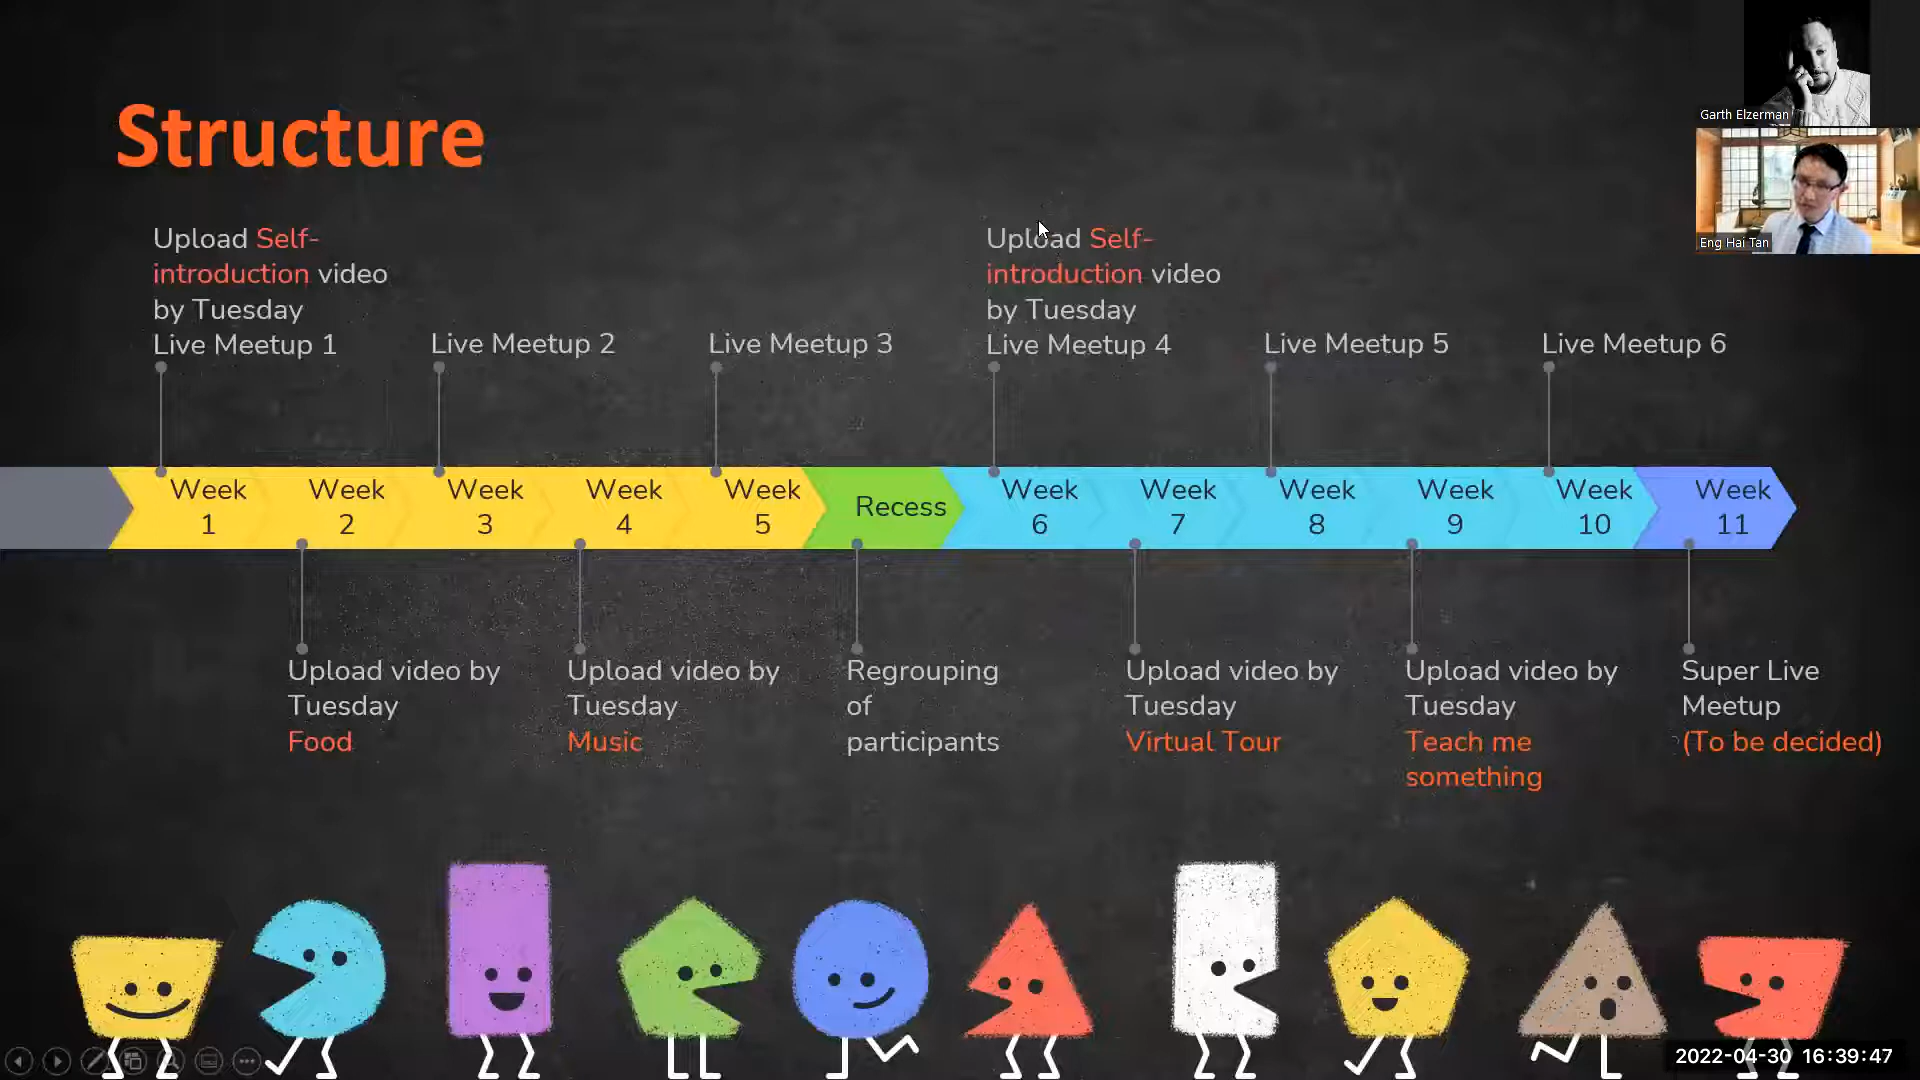 Structure
Garth Elzerman
Eng Hai Tan
Upload Self-
introduction video
by Tuesday
Live Meetup 1
Live Meetup 2
Live Meetup 3
Upload Self-
introduction video
by Tuesday
Live Meetup 4
Live Meetup 5
Live Meetup 6
Week
1
Week
2
Week
3
Week
4
Week
5
Recess
Week
6
Week
7
Week
8
Week
9
Week
10
Week
11
Upload video by
Tuesday
Food
Upload video by
Tuesday
Music
Regrouping
of
participants
Upload video by
Tuesday
Virtual Tour
Upload video by
Tuesday
Teach me
something
Super Live
Meetup
(To be decided)
2022-04-30 16:39:47